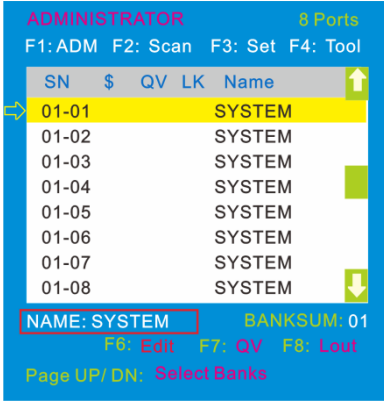 ADMINISTRATOR 8 Ports
F1: ADM F2: Scan F3: Set F4: Tool
SN $ QV LK Name
01-01 SYSTEM
01-02 SYSTEM
01-03 SYSTEM
01-04 SYSTEM
01-05 SYSTEM
01-06 SYSTEM
01-07 SYSTEM
01-08 SYSTEM
NAME: SYSTEM BANKSUM: 01
F6: Edit F7: QV F8: Lout
Page UP/ DN: Select Banks